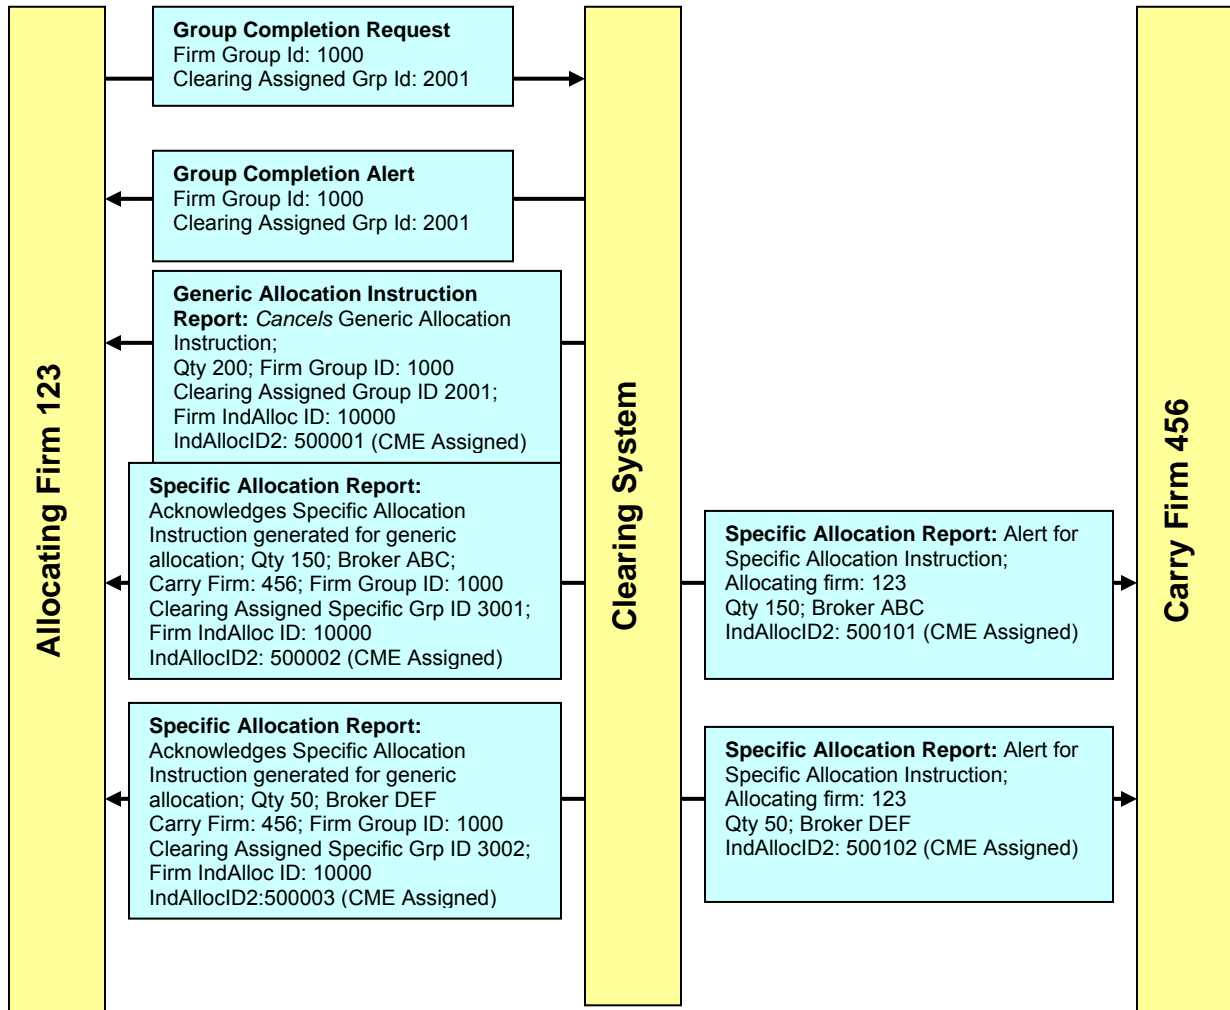 Allocating Firm 123
Group Completion Request
Firm Group Id: 1000
Clearing Assigned Grp Id: 2001
Group Completion Alert
Firm Group Id: 1000
Clearing Assigned Grp Id: 2001
Generic Allocation Instruction
Report: Cancels Generic Allocation
Instruction;
Qty 200; Firm Group ID: 1000
Clearing Assigned Group ID 2001;
Firm IndAlloc ID: 10000
IndAllocID2: 500001 (CME Assigned)
Specific Allocation Report:
Acknowledges Specific Allocation
Instruction generated for generic
allocation; Qty 150; Broker ABC;
Carry Firm: 456; Firm Group ID: 1000
Clearing Assigned Specific Grp ID 3001;
Firm IndAlloc ID: 10000
IndAllocID2: 500002 (CME Assigned)
Specific Allocation Report:
Acknowledges Specific Allocation
Instruction generated for generic
allocation; Qty 50; Broker DEF
Carry Firm: 456; Firm Group ID: 1000
Clearing Assigned Specific Grp ID 3002;
Firm IndAlloc ID: 10000
IndAllocID2:500003 (CME Assigned)
Clearing System
Specific Allocation Report: Alert for
Specific Allocation Instruction;
Allocating firm: 123
Qty 150; Broker ABC
IndAllocID2: 500101 (CME Assigned)
Specific Allocation Report: Alert for
Specific Allocation Instruction;
Allocating firm: 123
Qty 50; Broker DEF
IndAllocID2: 500102 (CME Assigned)
Carry Firm 456